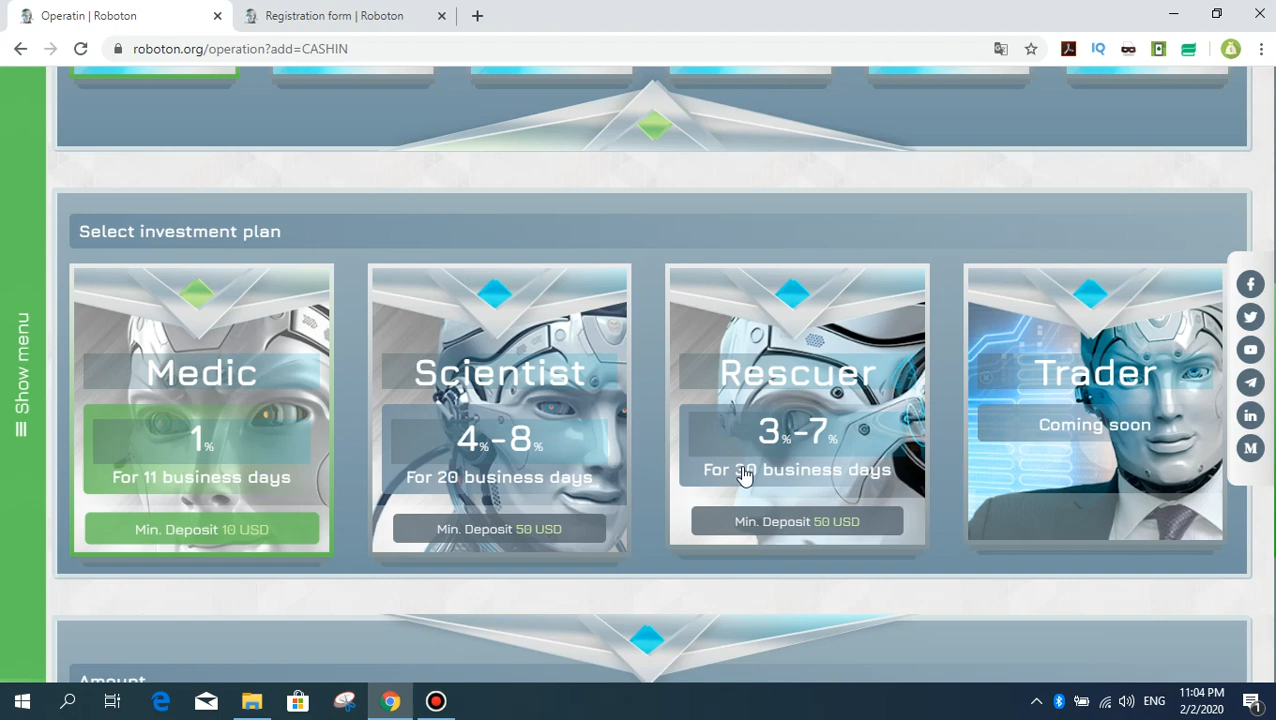 Operatin | Roboton
Registration form | Roboton
roboton.org/operation?add=CASHIN
Show menu
Select investment plan
Medic
1%
For 11 business days
Min. Deposit 10 USD
Scientist
4%-8%
For 20 business days
Min. Deposit 50 USD
Rescuer
3%-7%
For business days
Min. Deposit 50 USD
Trader
Coming soon
Amount
ENG
11:04 PM
2/2/2020
1